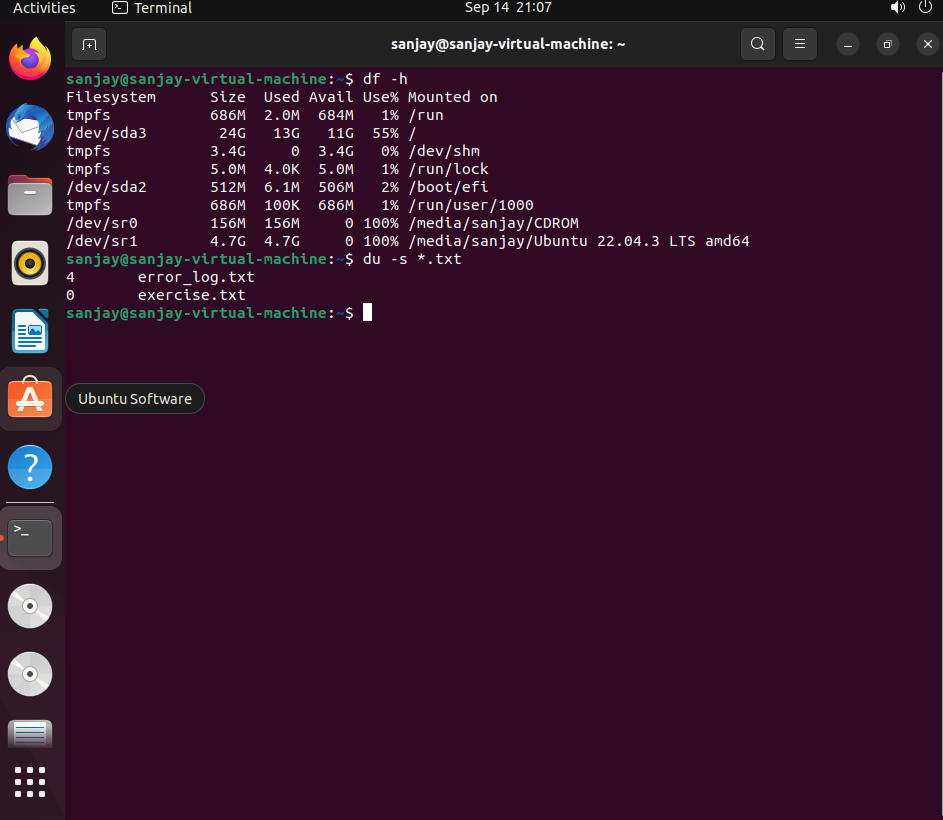 Activities Terminal Sep 14 21:07
sanjay@sanjay-virtual-machine: ~
sanjay@sanjay-virtual-machine:~$ df -h
Filesystem      Size  Used Avail Use% Mounted on
tmpfs           686M  2.0M  684M   1% /run
/dev/sda3        24G   13G   11G  55% /
tmpfs           3.4G     0  3.4G   0% /dev/shm
tmpfs           5.0M  4.0K  5.0M   1% /run/lock
/dev/sda2       512M  6.1M  506M   2% /boot/efi
tmpfs           686M  100K  686M   1% /run/user/1000
/dev/sr0        156M  156M     0 100% /media/sanjay/CDROM
/dev/sr1        4.7G  4.7G     0 100% /media/sanjay/Ubuntu 22.04.3 LTS amd64
sanjay@sanjay-virtual-machine:~$ du -s *.txt
4       error_log.txt
0       exercise.txt
sanjay@sanjay-virtual-machine:~$
Ubuntu Software